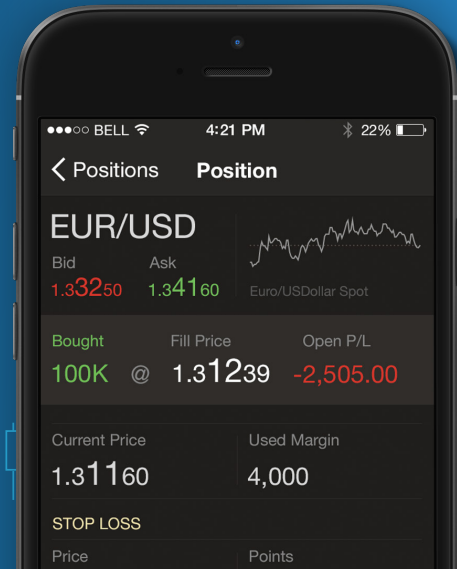 BELL 4:21 PM 22%
Positions Position
EUR/USD
Bid Ask
1.33250 1.34160 Euro/USDollar Spot
Bought Fill Price Open P/L
100K @ 1.31239 -2,505.00
Current Price Used Margin
1.31160 4,000
STOP LOSS
Price Points